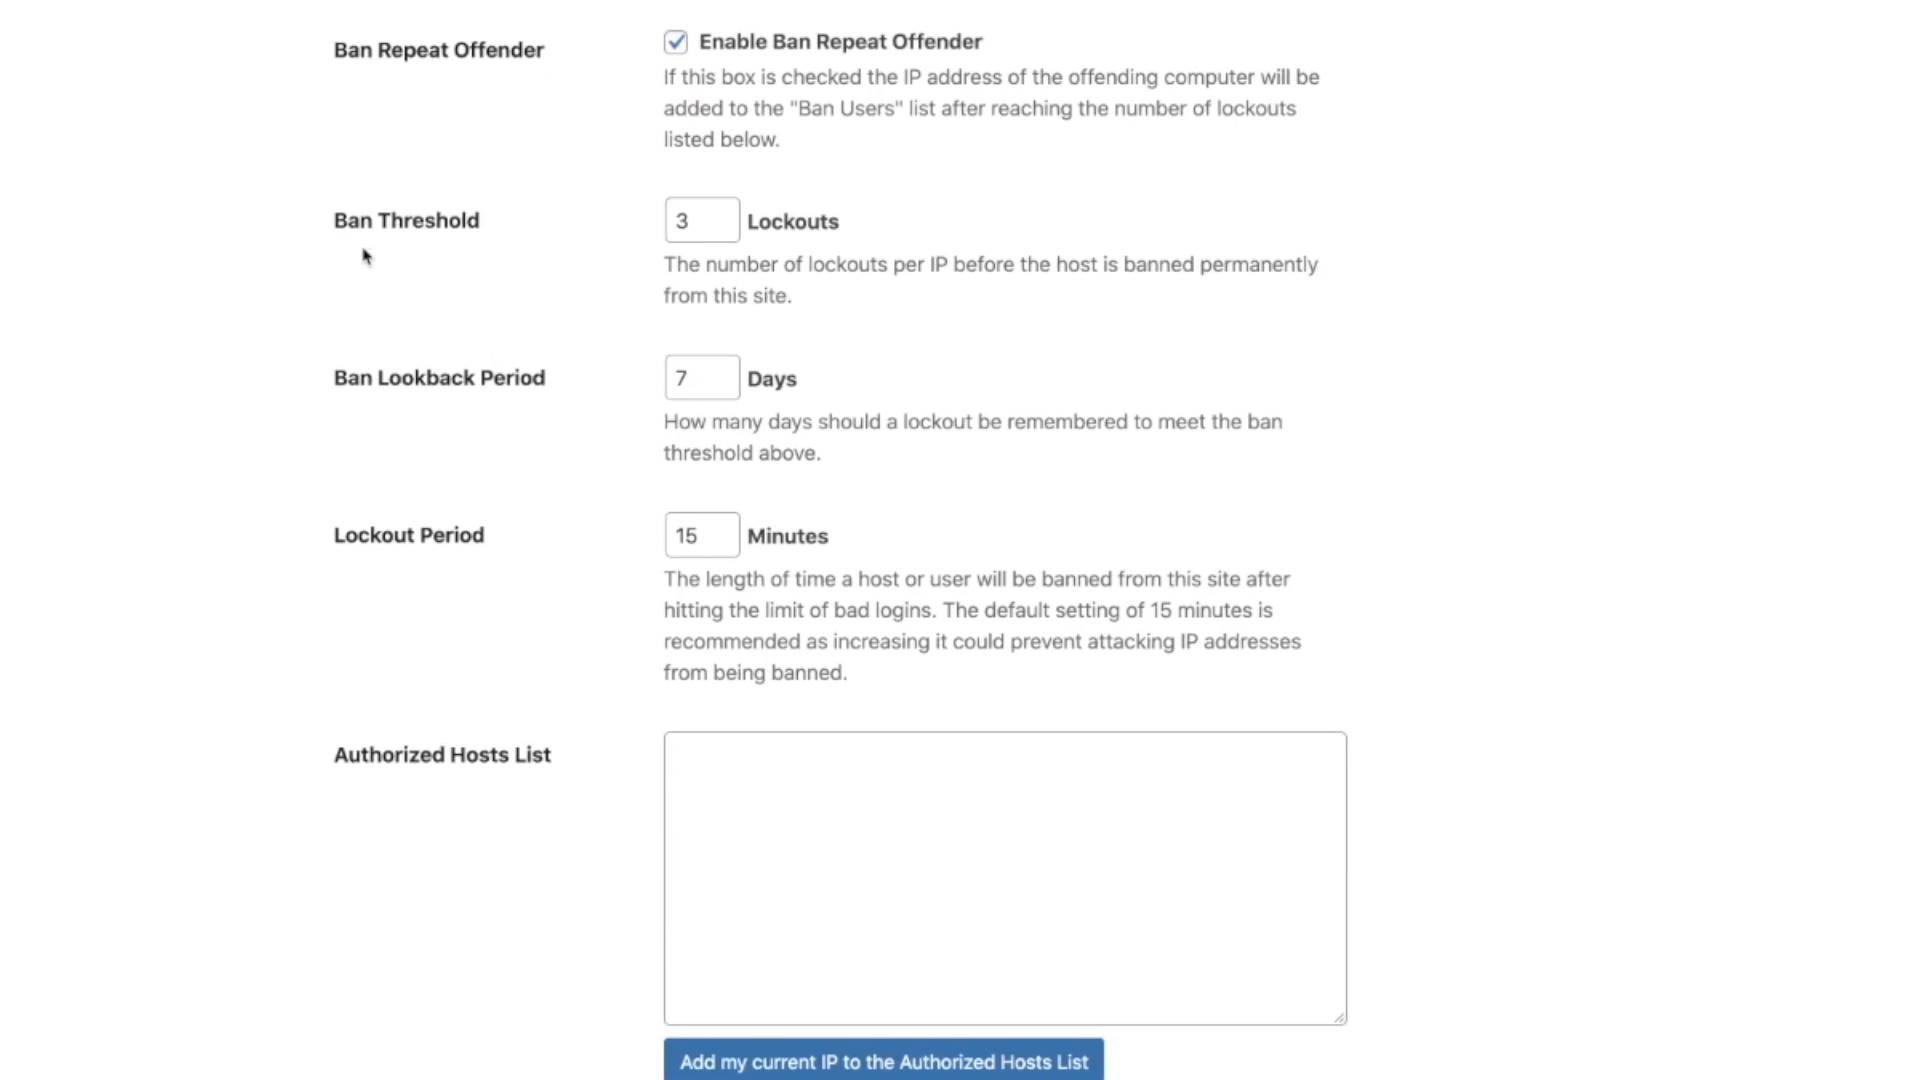 Ban Repeat Offender
Enable Ban Repeat Offender
If this box is checked the IP address of the offending computer will be
added to the "Ban Users" list after reaching the number of lockouts
listed below.
Ban Threshold
3 Lockouts
The number of lockouts per IP before the host is banned permanently
from this site.
Ban Lookback Period
7 Days
How many days should a lockout be remembered to meet the ban
threshold above.
Lockout Period
15 Minutes
The length of time a host or user will be banned from this site after
hitting the limit of bad logins. The default setting of 15 minutes is
recommended as increasing it could prevent attacking IP addresses
from being banned.
Authorized Hosts List
Add my current IP to the Authorized Hosts List